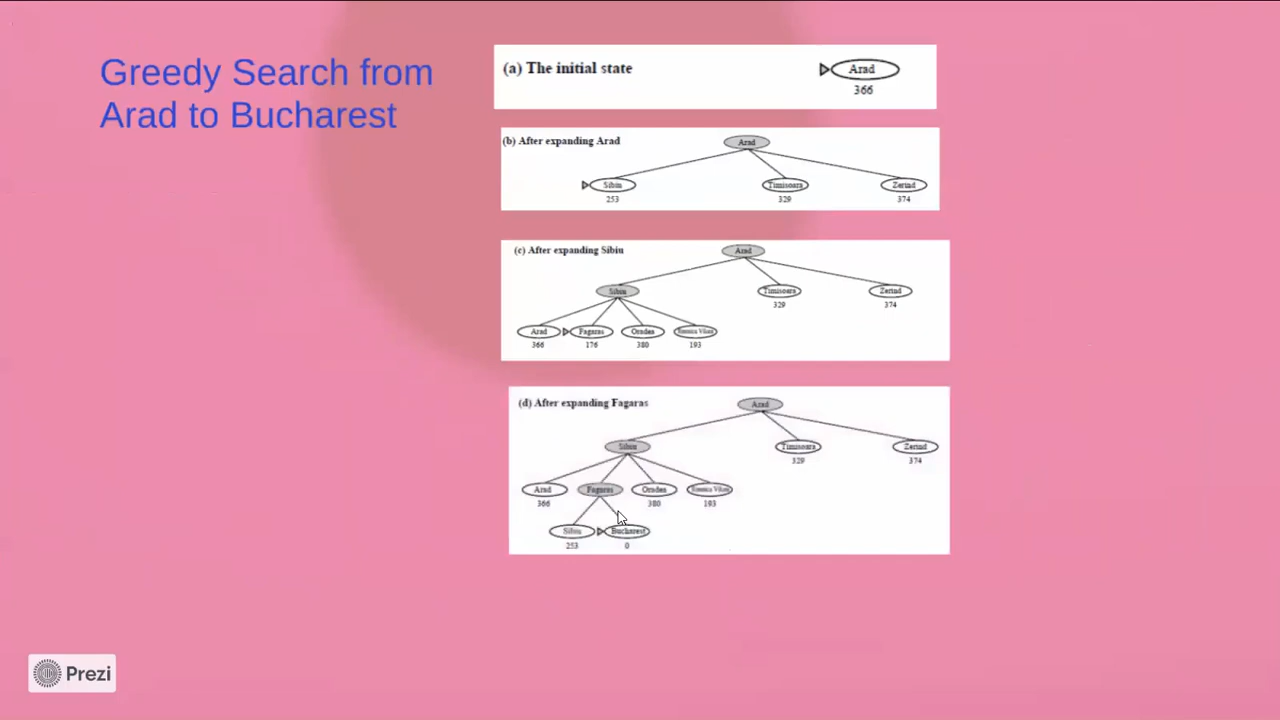 Greedy Search from
Arad to Bucharest
(a) The initial state
Arad
366
(b) After expanding Arad
Arad
Sibiu Timisoara Zerind
253 329 374
(c) After expanding Sibiu
Arad
Sibiu Timisoara Zerind
329 374
Arad Fagaras Oradea Rimnicu Vilcea
366 176 380 193
(d) After expanding Fagaras
Arad
Sibiu Timisoara Zerind
329 374
Arad Fagaras Oradea Rimnicu Vilcea
366 380 193
Sibiu Bucharest
253 0
Prezi